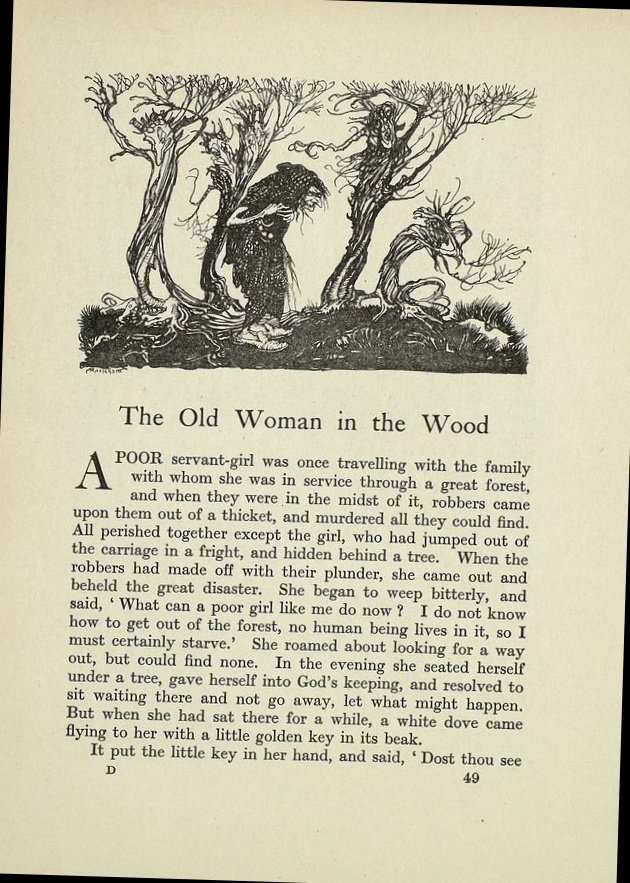 The Old Woman in the Wood
A POOR servant-girl was once travelling with the family
with whom she was in service through a great forest,
and when they were in the midst of it, robbers came
upon them out of a thicket, and murdered all they could find.
All perished together except the girl, who had jumped out of
the carriage in a fright, and hidden behind a tree. When the
robbers had made off with their plunder, she came out and
beheld the great disaster. She began to weep bitterly, and
said, ‘ What can a poor girl like me do now ? I do not know
how to get out of the forest, no human being lives in it, so I
must certainly starve.’ She roamed about looking for a way
out, but could find none. In the evening she seated herself
under a tree, gave herself into God’s keeping, and resolved to
sit waiting there and not go away, let what might happen.
But when she had sat there for a while, a white dove came
flying to her with a little golden key in its beak.
It put the little key in her hand, and said, ‘ Dost thou see
D 49